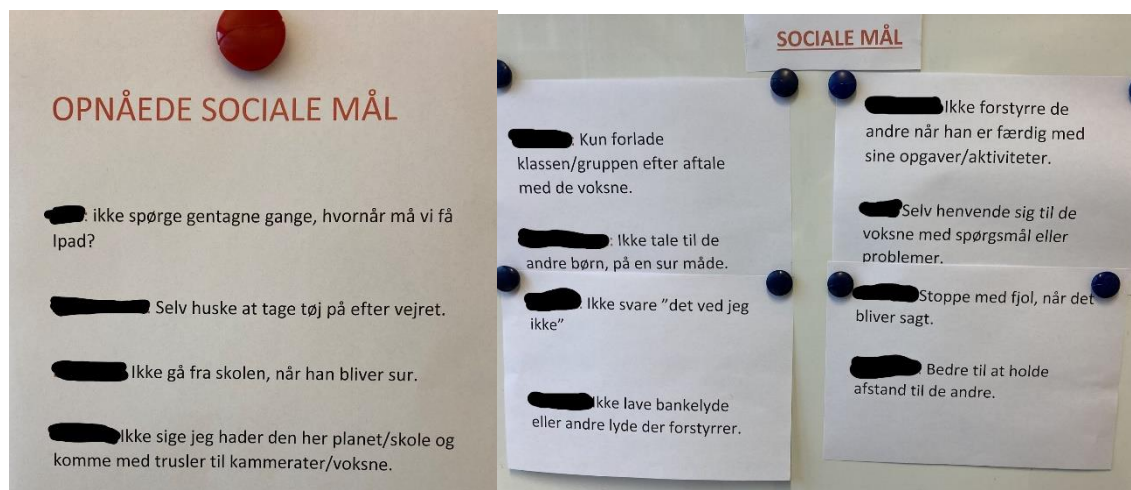 OPNÅEDE SOCIALE MÅL
: ikke spørge gentagne gange, hvornår må vi få
Ipad?
Selv huske at tage tøj på efter vejret.
Ikke gå fra skolen, når han bliver sur.
Ikke sige jeg hader den her planet/skole og
komme med trusler til kammerater/voksne.
SOCIALE MÅL
: Kun forlade
klassen/gruppen efter aftale
med de voksne.
: Ikke tale til de
andre børn, på en sur måde.
Ikke svare ”det ved jeg
ikke”
Ikke lave bankelyde
eller andre lyde der forstyrrer.
Ikke forstyrre de
andre når han er færdig med
sine opgaver/aktiviteter.
Selv henvende sig til de
voksne med spørgsmål eller
problemer.
Stoppe med fjol, når det
bliver sagt.
Bedre til at holde
afstand til de andre.